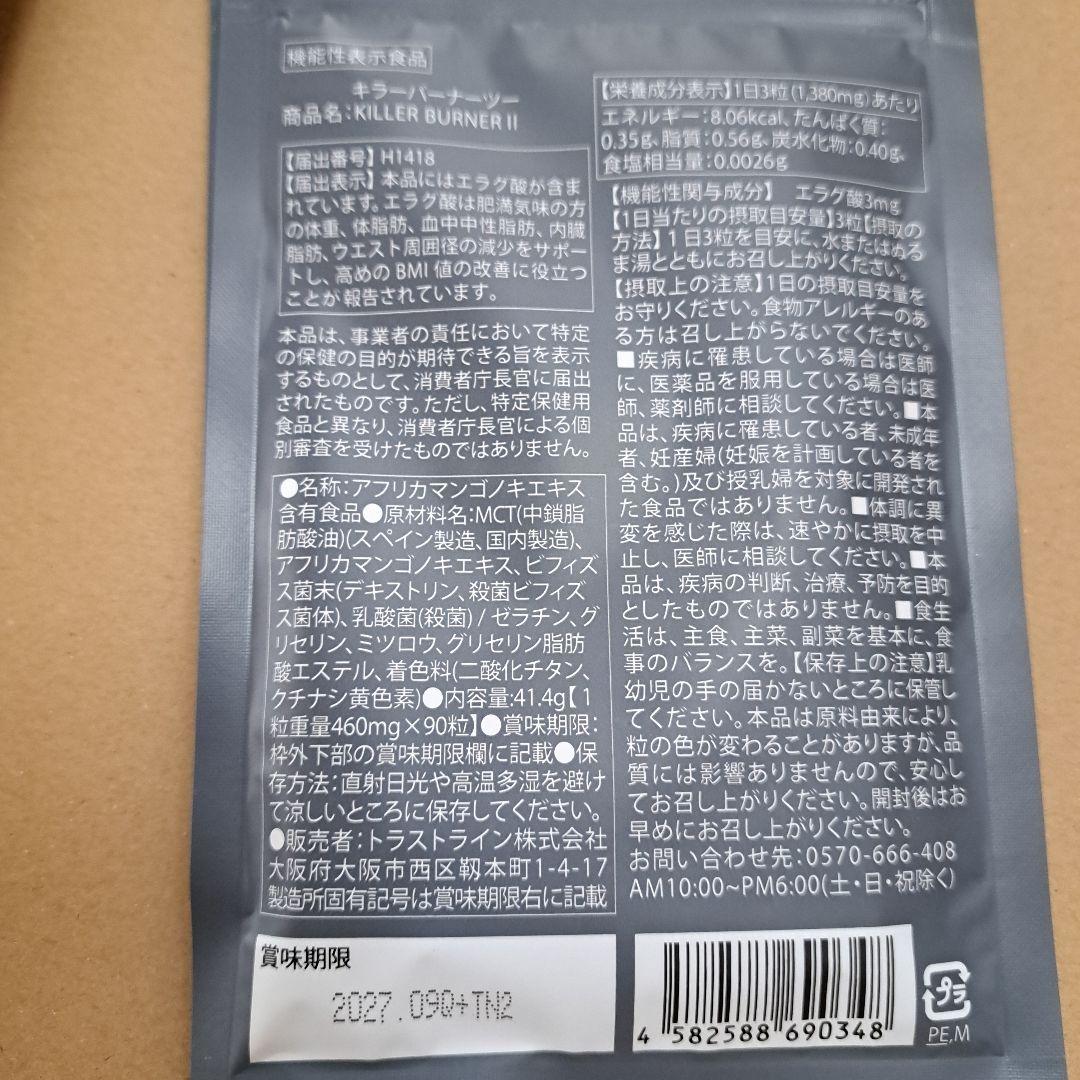 機能性表示食品
キラーバーナーツー
商品名：KILLER BURNER II
【届出番号】H1418
【届出表示】本品にはエラグ酸が含ま
れています。エラグ酸は肥満気味の方
の体重、体脂肪、血中中性脂肪、内臓
脂肪、ウエスト周囲径の減少をサポー
トし、高めのBMI値の改善に役立つ
ことが報告されています。
本品は、事業者の責任において特定
の保健の目的が期待できる旨を表示
するものとして、消費者庁長官に届出
されたものです。ただし、特定保健用
食品と異なり、消費者庁長官による個
別審査を受けたものではありません。
●名称：アフリカマンゴノキエキス
含有食品●原材料名：MCT(中鎖脂
肪酸油)(スペイン製造、国内製造)、
アフリカマンゴノキエキス、ビフィズ
ス菌末(デキストリン、殺菌ビフィズ
ス菌体)、乳酸菌(殺菌) / ゼラチン、グ
リセリン、ミツロウ、グリセリン脂肪
酸エステル、着色料(二酸化チタン、
クチナシ黄色素)●内容量:41.4g【1
粒重量460mg×90粒】●賞味期限：
枠外下部の賞味期限欄に記載●保
存方法：直射日光や高温多湿を避け
て涼しいところに保存してください。
●販売者：トラストライン株式会社
大阪府大阪市西区靱本町1-4-17
製造所固有記号は賞味期限右に記載
【栄養成分表示】1日3粒(1,380mg)あたり
エネルギー：8.06kcal、たんぱく質：
0.35g、脂質：0.56g、炭水化物：0.40g、
食塩相当量：0.0026g
【機能性関与成分】 エラグ酸3mg
【1日当たりの摂取目安量】3粒【摂取の
方法】1日3粒を目安に、水またはぬる
ま湯とともにお召し上がりください。
【摂取上の注意】1日の摂取目安量を
お守りください。食物アレルギーのあ
る方は召し上がらないでください。
■疾病に罹患している場合は医師
に、医薬品を服用している場合は医
師、薬剤師に相談してください。■本
品は、疾病に罹患している者、未成年
者、妊産婦(妊娠を計画している者を
含む。)及び授乳婦を対象に開発され
た食品ではありません。■体調に異
変を感じた際は、速やかに摂取を中
止し、医師に相談してください。■本
品は、疾病の判断、治療、予防を目的
としたものではありません。■食生
活は、主食、主菜、副菜を基本に、食
事のバランスを。【保存上の注意】乳
幼児の手の届かないところに保管し
てください。本品は原料由来により、
粒の色が変わることがありますが、品
質には影響ありませんので、安心し
てお召し上がりください。開封後はお
早めにお召し上がりください。
お問い合わせ先：0570-666-408
AM10:00~PM6:00(土・日・祝除く)
賞味期限
2027.09Q+TN2
4 582588 690348
プラ
PE,M